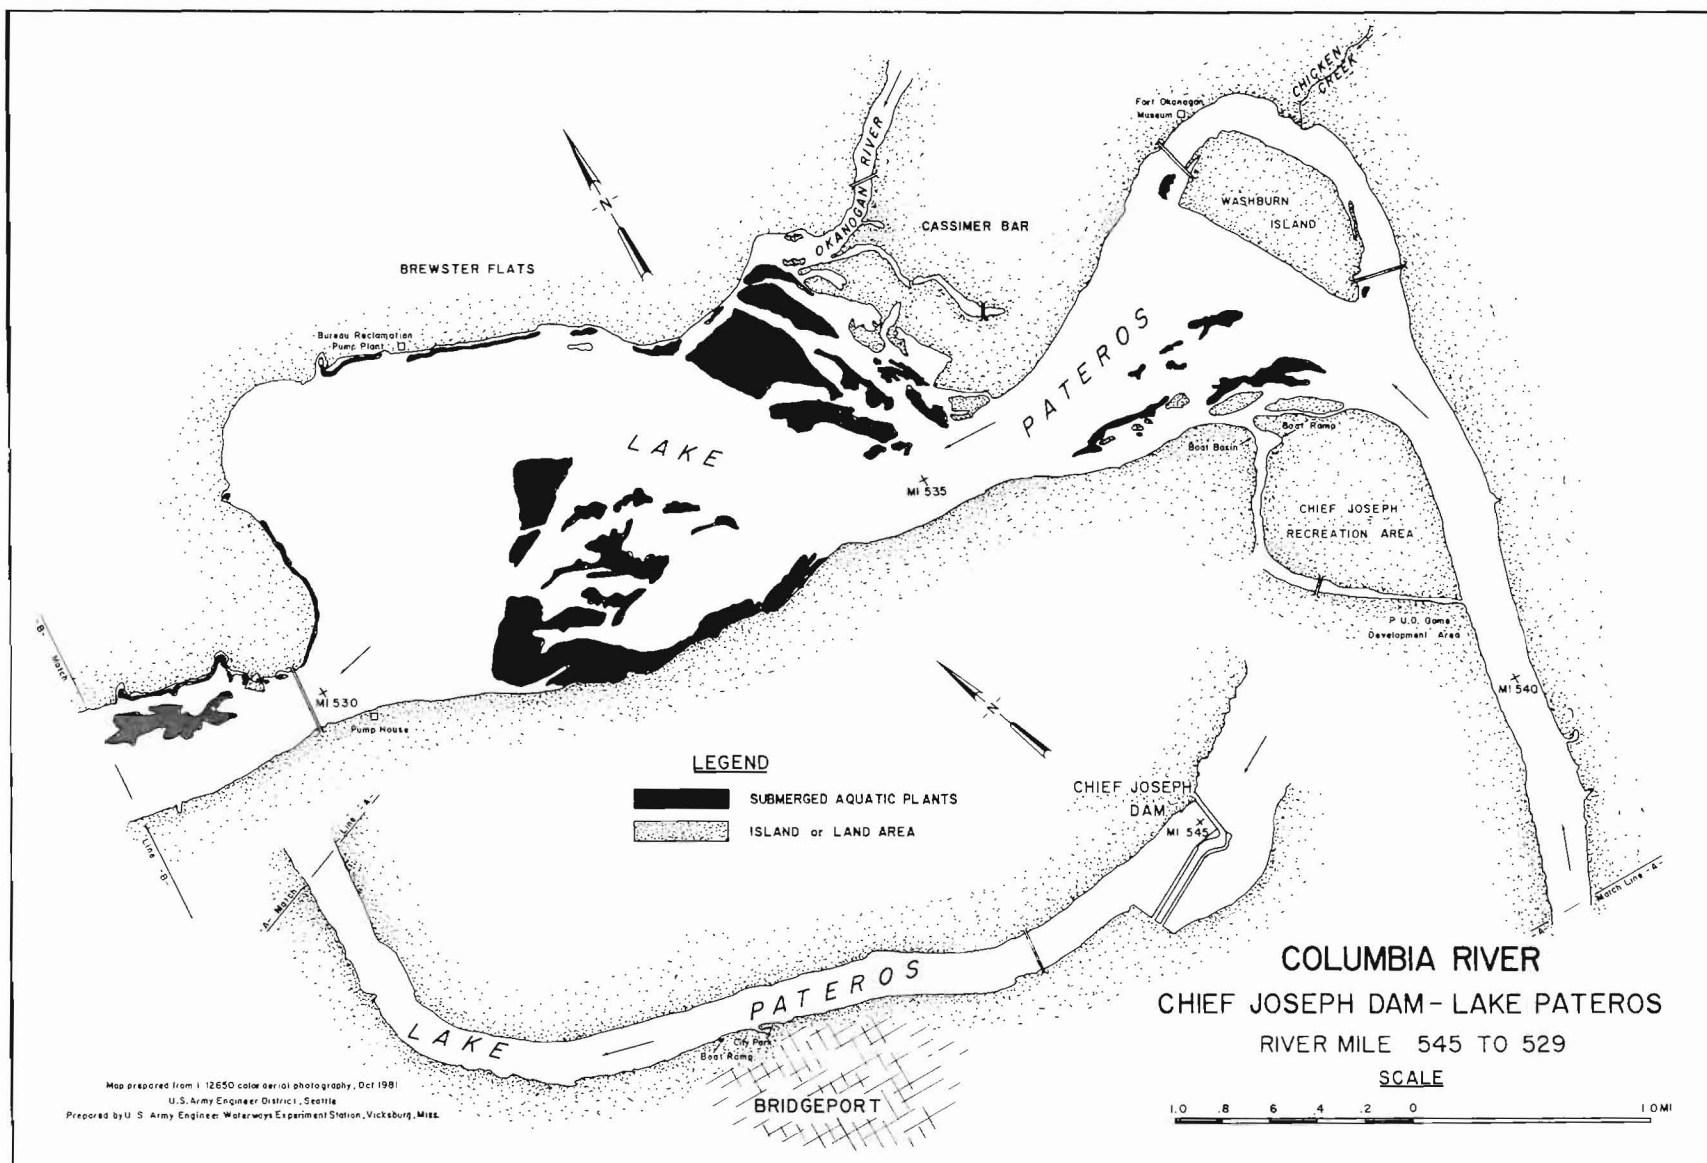 CHICKEN
CREEK
Fort Okanogan
Museum
OKANOGAN RIVER
-N-
WASHBURN
ISLAND
CASSIMER BAR
BREWSTER FLATS
Bureau Reclamation
Pump Plant
LAKE
PATEROS
Boat Ramp
Boat Basin
MI 535
CHIEF JOSEPH
RECREATION AREA
P.U.D. Game
Development Area
-B- Match
Line -B-
MI 530
Pump House
MI 540
-N-
LEGEND
SUBMERGED AQUATIC PLANTS
ISLAND or LAND AREA
CHIEF JOSEPH
DAM
MI 545
A- Match
Line -A-
Match Line -A-
-A-
LAKE
PATEROS
City Park
Boat Ramp
BRIDGEPORT
COLUMBIA RIVER
CHIEF JOSEPH DAM - LAKE PATEROS
RIVER MILE 545 TO 529
SCALE
1.0 .8 .6 .4 .2 0 1.0 MI
Map prepared from 1:12650 color aerial photography, Oct 1981
U.S. Army Engineer District, Seattle
Prepared by U S Army Engineer Waterways Experiment Station, Vicksburg, Miss.